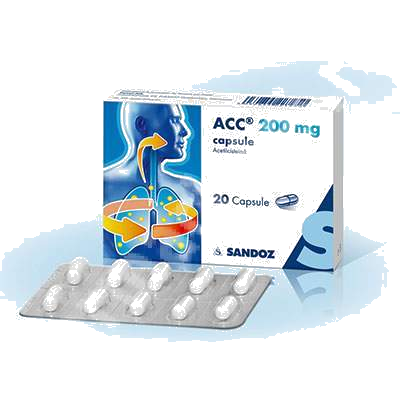 ACC® 200 mg
capsule
Acetilcisteină
20 Capsule
SANDOZ
S